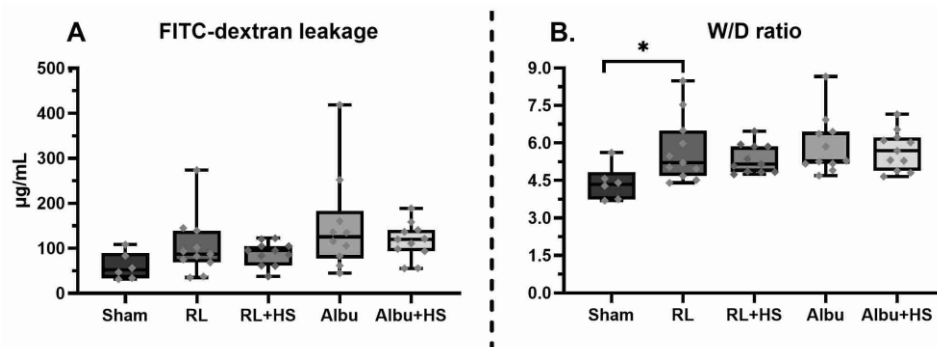 A FITC-dextran leakage
µg/mL
500
400
300
200
100
0
Sham RL RL+HS Albu Albu+HS
B. W/D ratio
*
9.0
7.5
6.0
4.5
3.0
1.5
0.0
Sham RL RL+HS Albu Albu+HS